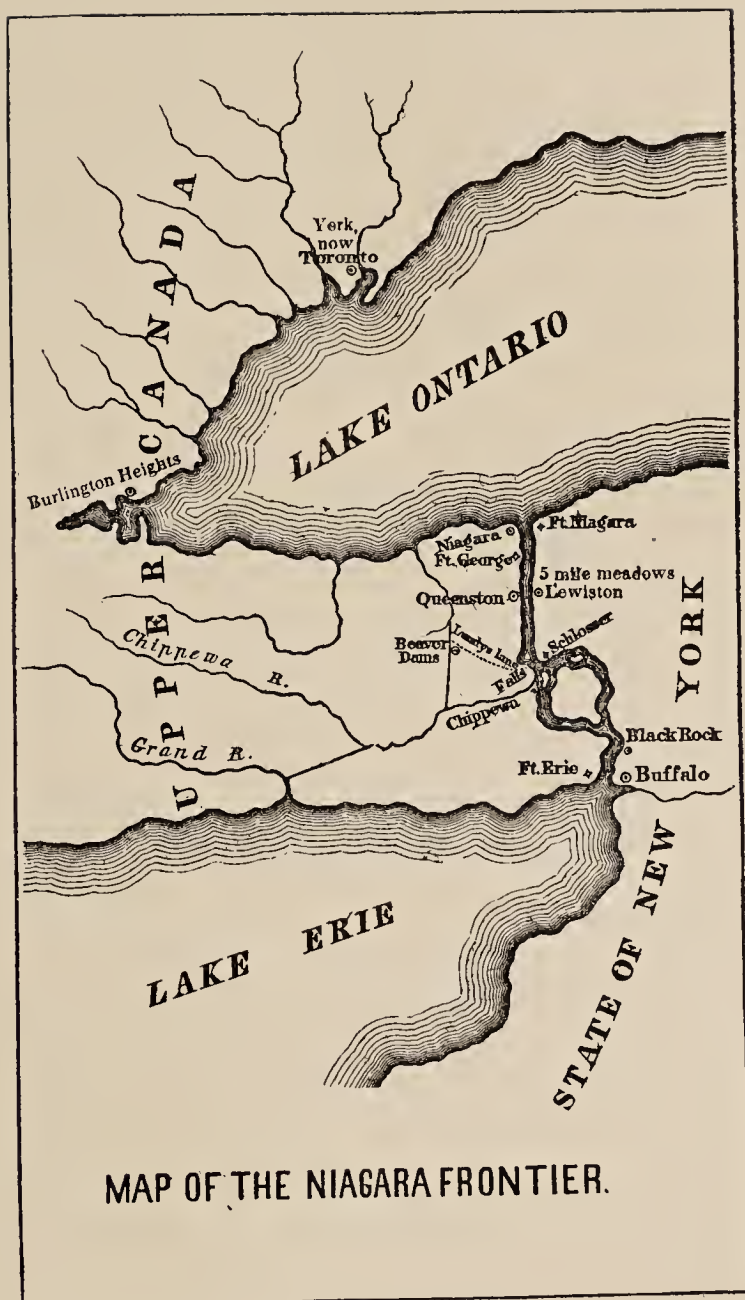 York,
now
Toronto
UPPER CANADA
LAKE ONTARIO
Burlington Heights
Niagara
Ft. Niagara
Ft. George
5 mile meadows
Queenston
Lewiston
Beaver
Dams
Lundys lane
Schlosser
Falls
Chippewa R.
Chippewa
Grand R.
Black Rock
Ft. Erie
Buffalo
LAKE ERIE
STATE OF NEW YORK
MAP OF THE NIAGARA FRONTIER.